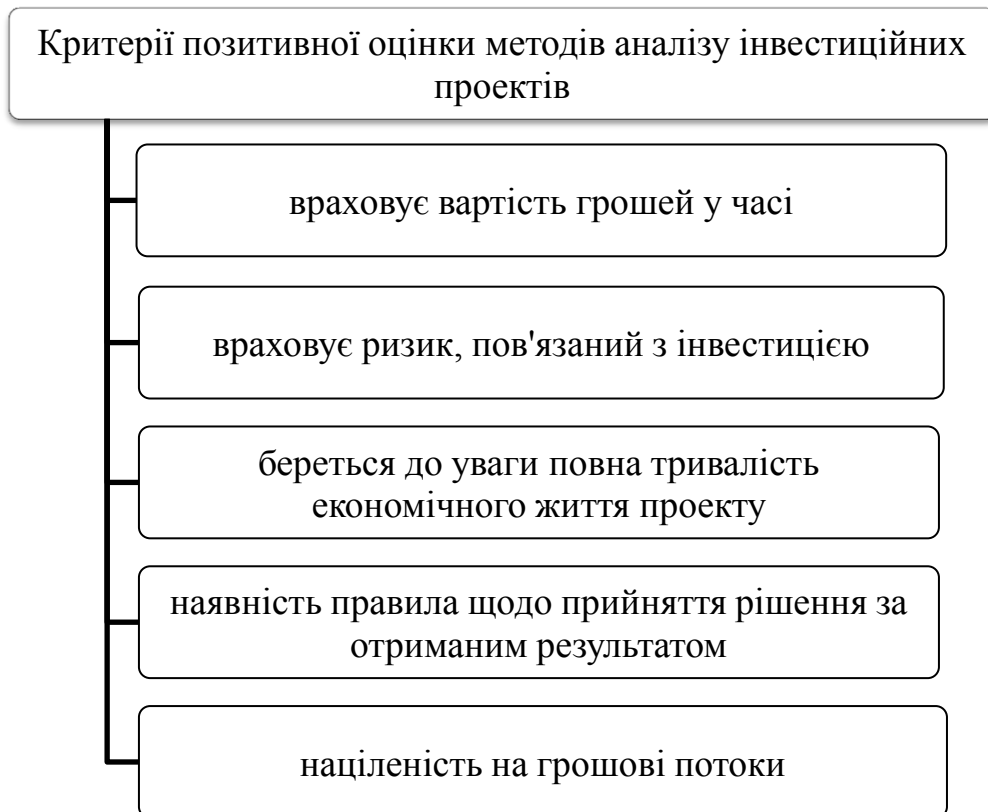 Критерії позитивної оцінки методів аналізу інвестиційних
проектів
враховує вартість грошей у часі
враховує ризик, пов'язаний з інвестицією
береться до уваги повна тривалість
економічного життя проекту
наявність правила щодо прийняття рішення за
отриманим результатом
націленість на грошові потоки